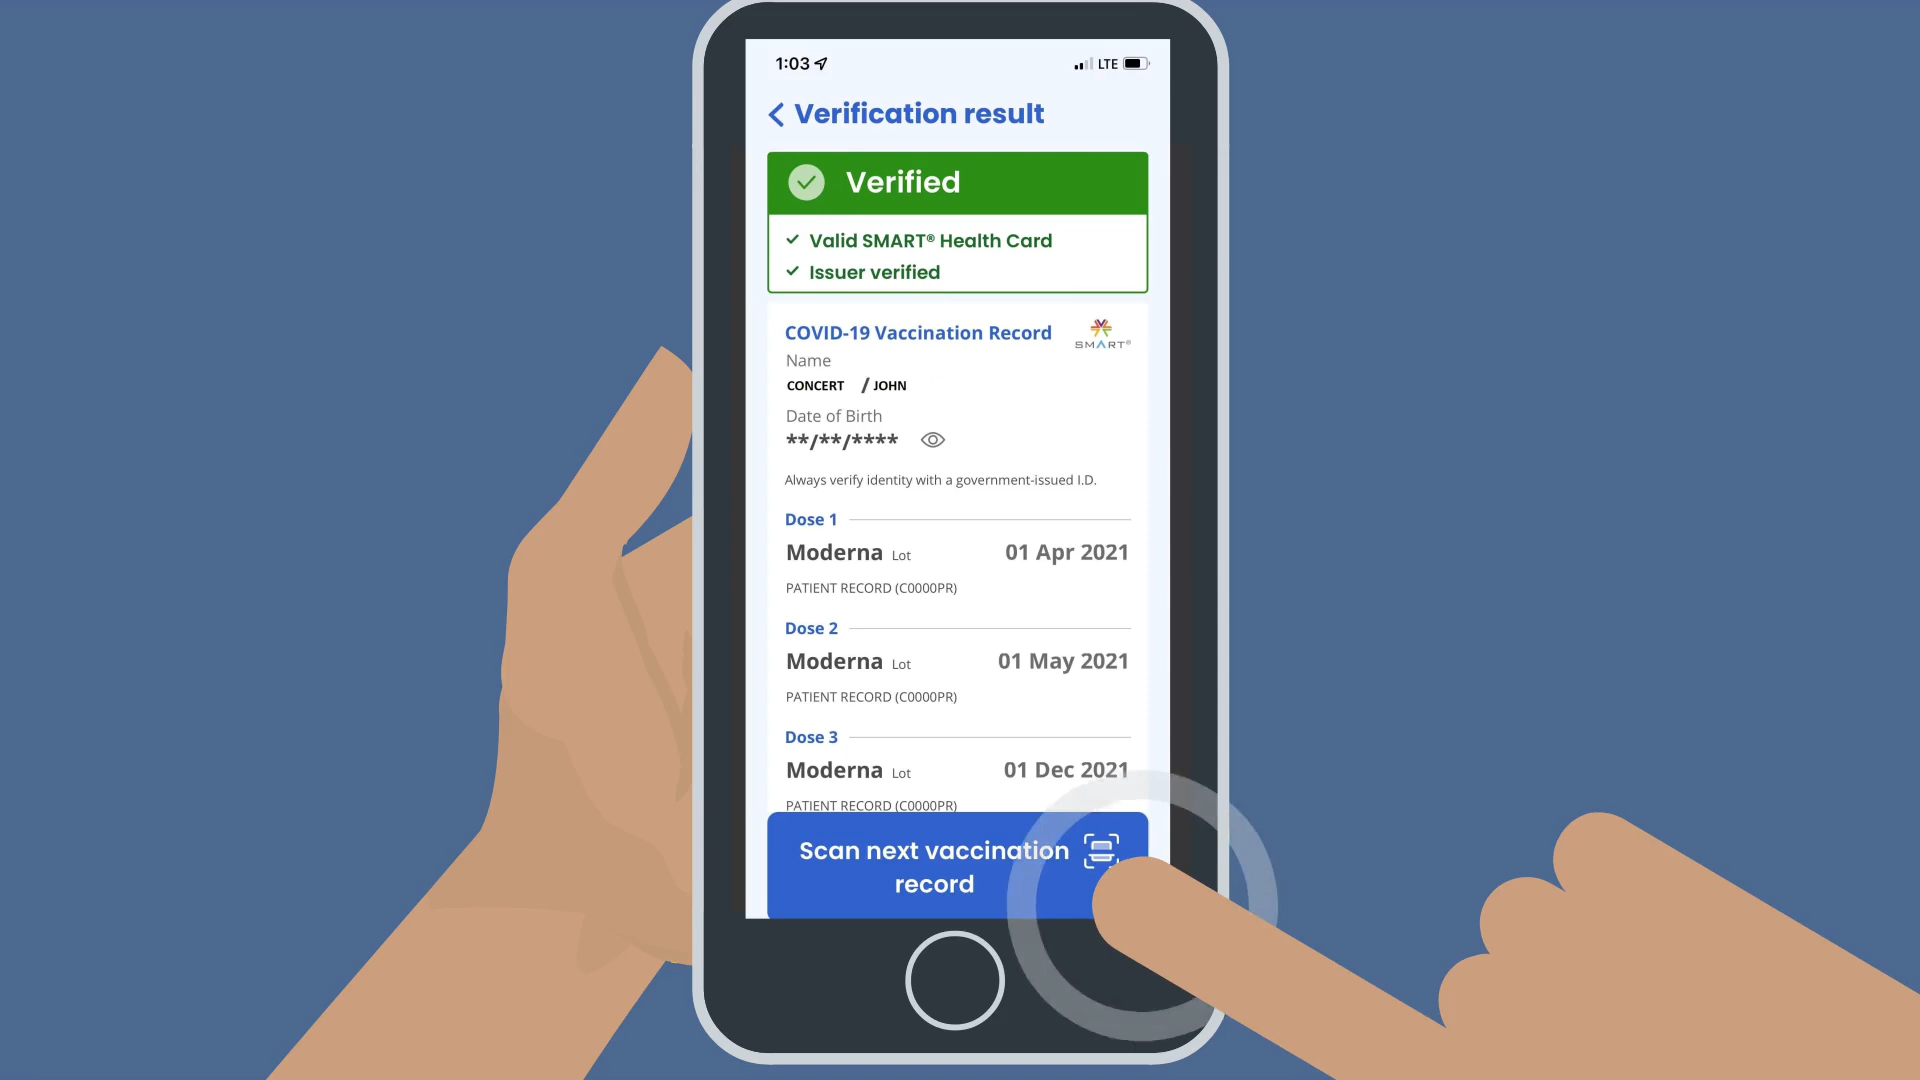 1:03 LTE
Verification result
Verified
Valid SMART® Health Card
Issuer verified
COVID-19 Vaccination Record
SMART®
Name
CONCERT / JOHN
Date of Birth
**/**/****
Always verify identity with a government-issued I.D.
Dose 1
Moderna Lot 01 Apr 2021
PATIENT RECORD (C0000PR)
Dose 2
Moderna Lot 01 May 2021
PATIENT RECORD (C0000PR)
Dose 3
Moderna Lot 01 Dec 2021
PATIENT RECORD (C0000PR)
Scan next vaccination
record